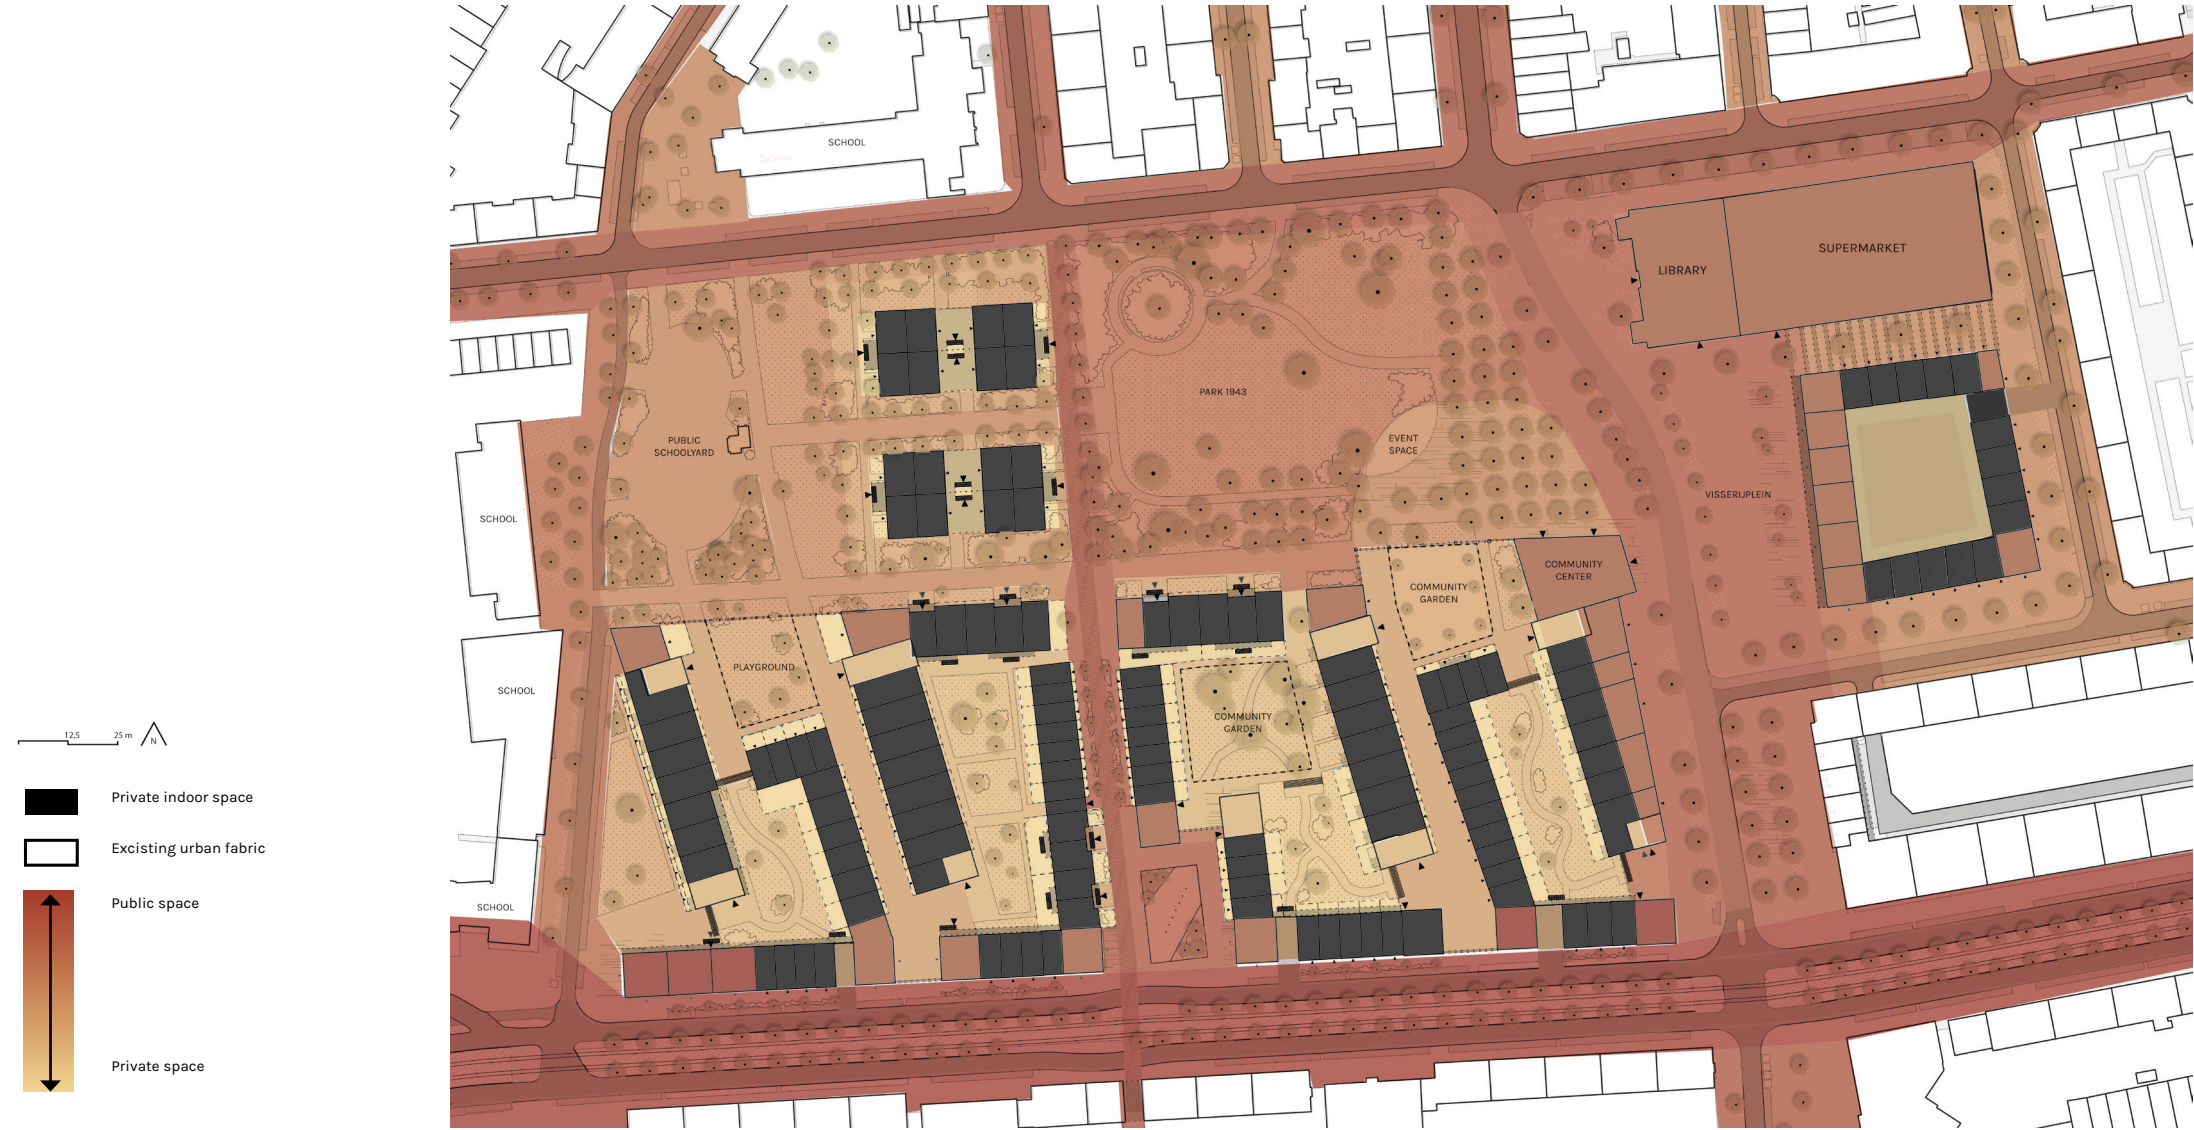 SCHOOL
School
LIBRARY
SUPERMARKET
PARK 1943
PUBLIC
SCHOOLYARD
EVENT
SPACE
VISSERIJPLEIN
SCHOOL
COMMUNITY
CENTER
COMMUNITY
GARDEN
PLAYGROUND
SCHOOL
COMMUNITY
GARDEN
SCHOOL
12,5
25 m
N
Private indoor space
Excisting urban fabric
Public space
Private space